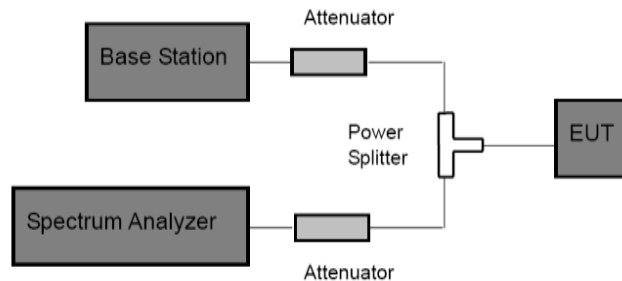 Attenuator
Base Station
Power
Splitter
EUT
Spectrum Analyzer
Attenuator